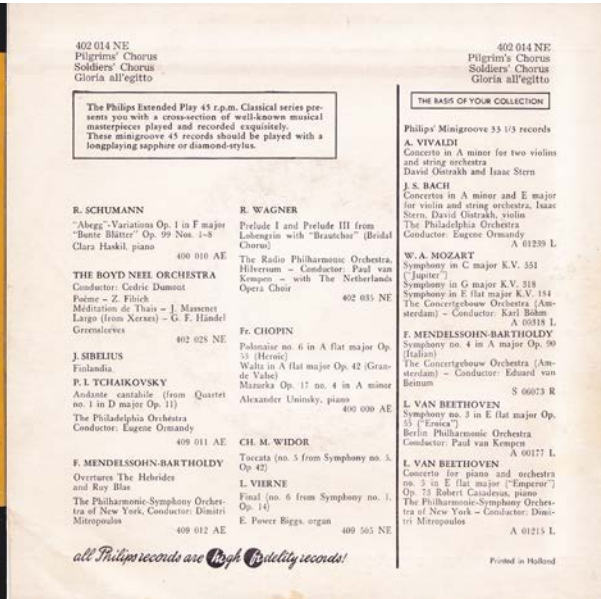 402 014 NE
Pilgrims' Chorus
Soldiers' Chorus
Gloria all'egitto
The Philips Extended Play 45 r.p.m. Classical series pre-
sents you with a cross-section of well-known musical
masterpieces played and recorded exquisitely.
These minigroove 45 records should be played with a
longplaying sapphire or diamond-stylus.
R. SCHUMANN
"Abegg"-Variations Op. 1 in F major
"Bunte Blätter" Op. 99 Nos. 1-8
Clara Haskil, piano
400 010 AE
THE BOYD NEEL ORCHESTRA
Conductor: Cedric Dumont
Poème – Z. Fibich
Méditation de Thais – J. Massenet
Largo (from Xerxes) – G. F. Händel
Greensleeves
402 028 NE
J. SIBELIUS
Finlandia
P. I. TCHAIKOVSKY
Andante cantabile (from Quartet
no. 1 in D major Op. 11)
The Philadelphia Orchestra
Conductor: Eugene Ormandy
409 011 AE
F. MENDELSSOHN-BARTHOLDY
Overtures The Hebrides
and Ruy Blas
The Philharmonic-Symphony Orches-
tra of New York, Conductor: Dimitri
Mitropoulos
409 012 AE
R. WAGNER
Prelude I and Prelude III from
Lohengrin with "Brautchor" (Bridal
Chorus)
The Radio Philharmonic Orchestra,
Hilversum – Conductor: Paul van
Kempen – with The Netherlands
Opera Choir
402 035 NE
Fr. CHOPIN
Polonaise no. 6 in A flat major Op.
53 (Heroic)
Waltz in A flat major Op. 42 (Gran-
de Valse)
Mazurka Op. 17 no. 4 in A minor
Alexander Uninsky, piano
400 000 AE
CH. M. WIDOR
Toccata (no. 5 from Symphony no. 5,
Op 42)
L. VIERNE
Final (no. 6 from Symphony no. 1,
Op. 14)
E. Power Biggs, organ
409 505 NE
402 014 NE
Pilgrim's Chorus
Soldiers' Chorus
Gloria all'egitto
THE BASIS OF YOUR COLLECTION
Philips' Minigroove 33 1/3 records
A. VIVALDI
Concerto in A minor for two violins
and string orchestra
David Oistrakh and Isaac Stern
J. S. BACH
Concertos in A minor and E major
for violin and string orchestra, Isaac
Stern, David Oistrakh, violin
The Philadelphia Orchestra
Conductor: Eugene Ormandy
A 01239 L
W. A. MOZART
Symphony in C major K.V. 551
("Jupiter")
Symphony in G major K.V. 318
Symphony in E flat major K.V. 184
The Concertgebouw Orchestra (Am-
sterdam) – Conductor: Karl Böhm
A 00318 L
F. MENDELSSOHN-BARTHOLDY
Symphony no. 4 in A major Op. 90
(Italian)
The Concertgebouw Orchestra (Am-
sterdam) – Conductor: Eduard van
Beinum
S 06073 R
L. VAN BEETHOVEN
Symphony no. 3 in E flat major Op.
55 ("Eroica")
Berlin Philharmonic Orchestra
Conductor: Paul van Kempen
A 00177 L
L. VAN BEETHOVEN
Concerto for piano and orchestra
no. 5 in E flat major ("Emperor")
Op. 73 Robert Casadesus, piano
The Philharmonic-Symphony Orches-
tra of New York – Conductor: Dimi-
tri Mitropoulos
A 01215 L
all Philips records are high fidelity records!
Printed in Holland